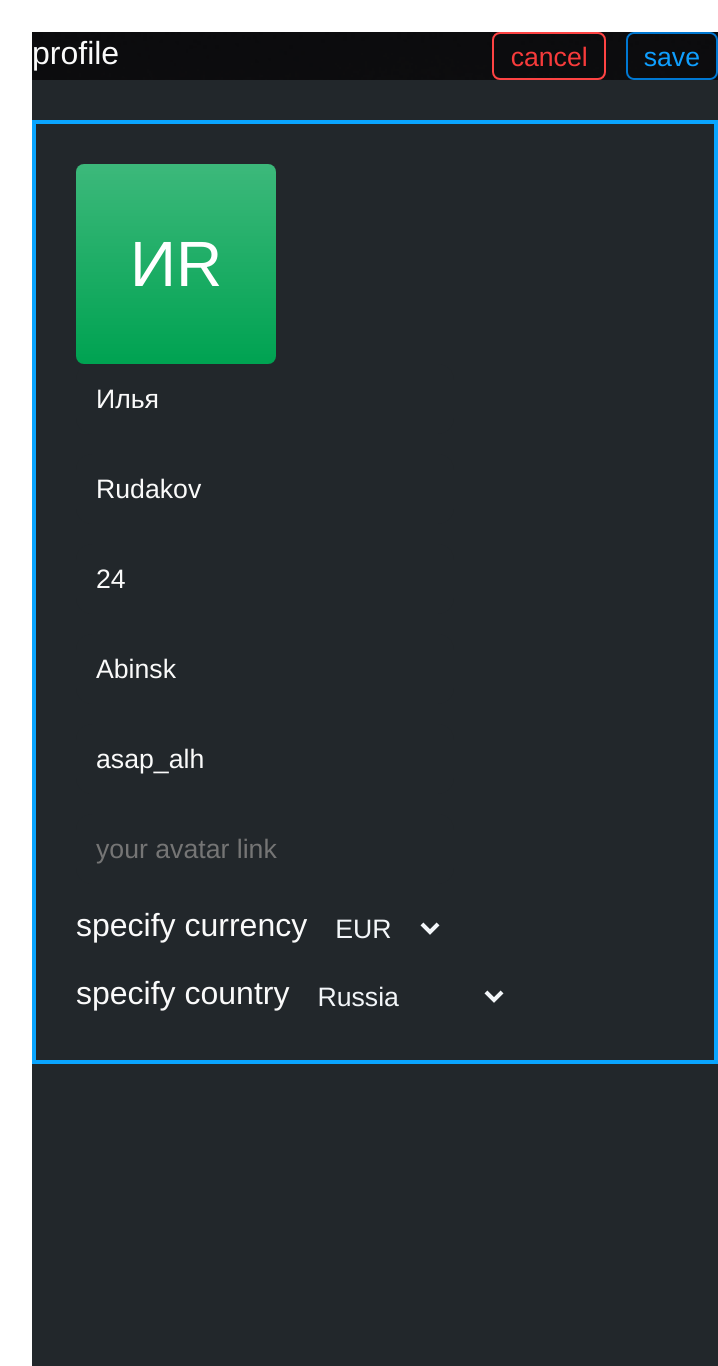 profile cancel save
ИR
Илья
Rudakov
24
Abinsk
asap_alh
your avatar link
specify currency EUR
specify country Russia